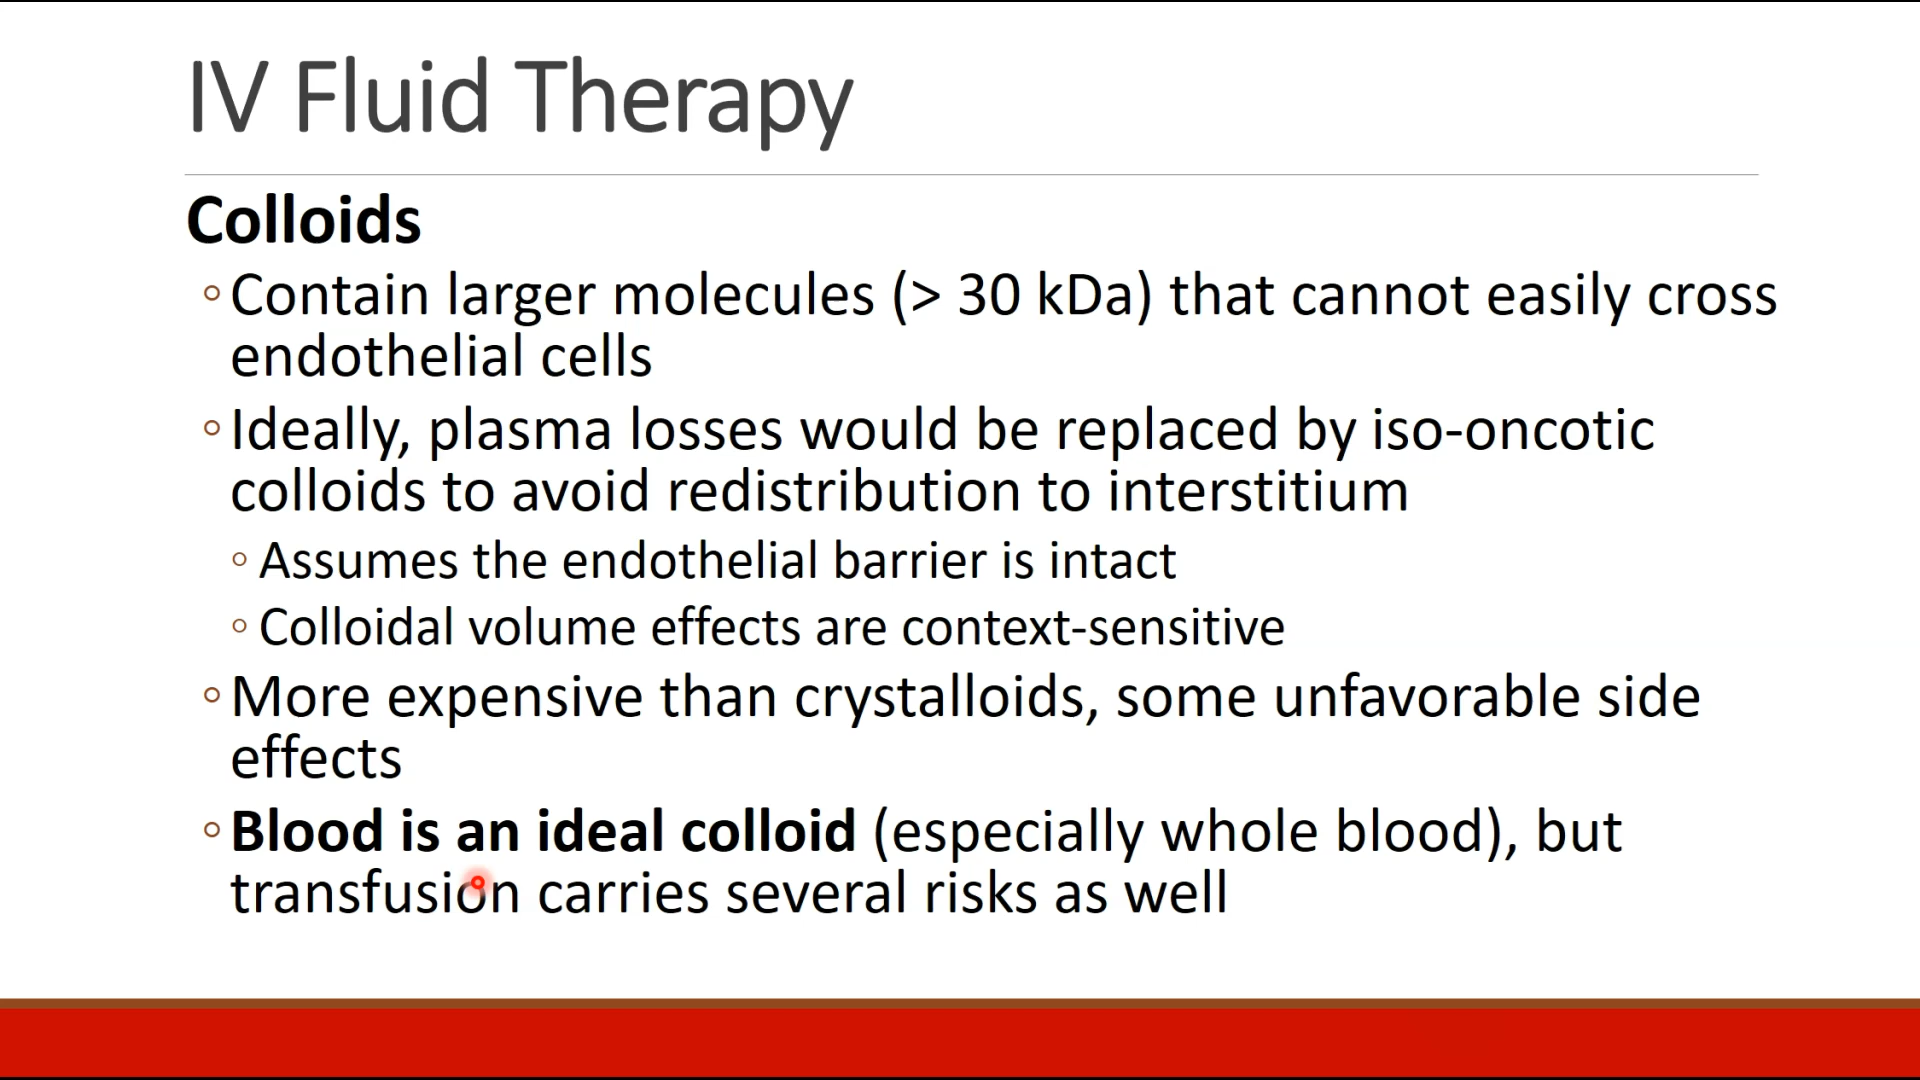 IV Fluid Therapy
Colloids
◦Contain larger molecules (> 30 kDa) that cannot easily cross
endothelial cells
◦Ideally, plasma losses would be replaced by iso-oncotic
colloids to avoid redistribution to interstitium
◦Assumes the endothelial barrier is intact
◦Colloidal volume effects are context-sensitive
◦More expensive than crystalloids, some unfavorable side
effects
◦Blood is an ideal colloid (especially whole blood), but
transfusion carries several risks as well